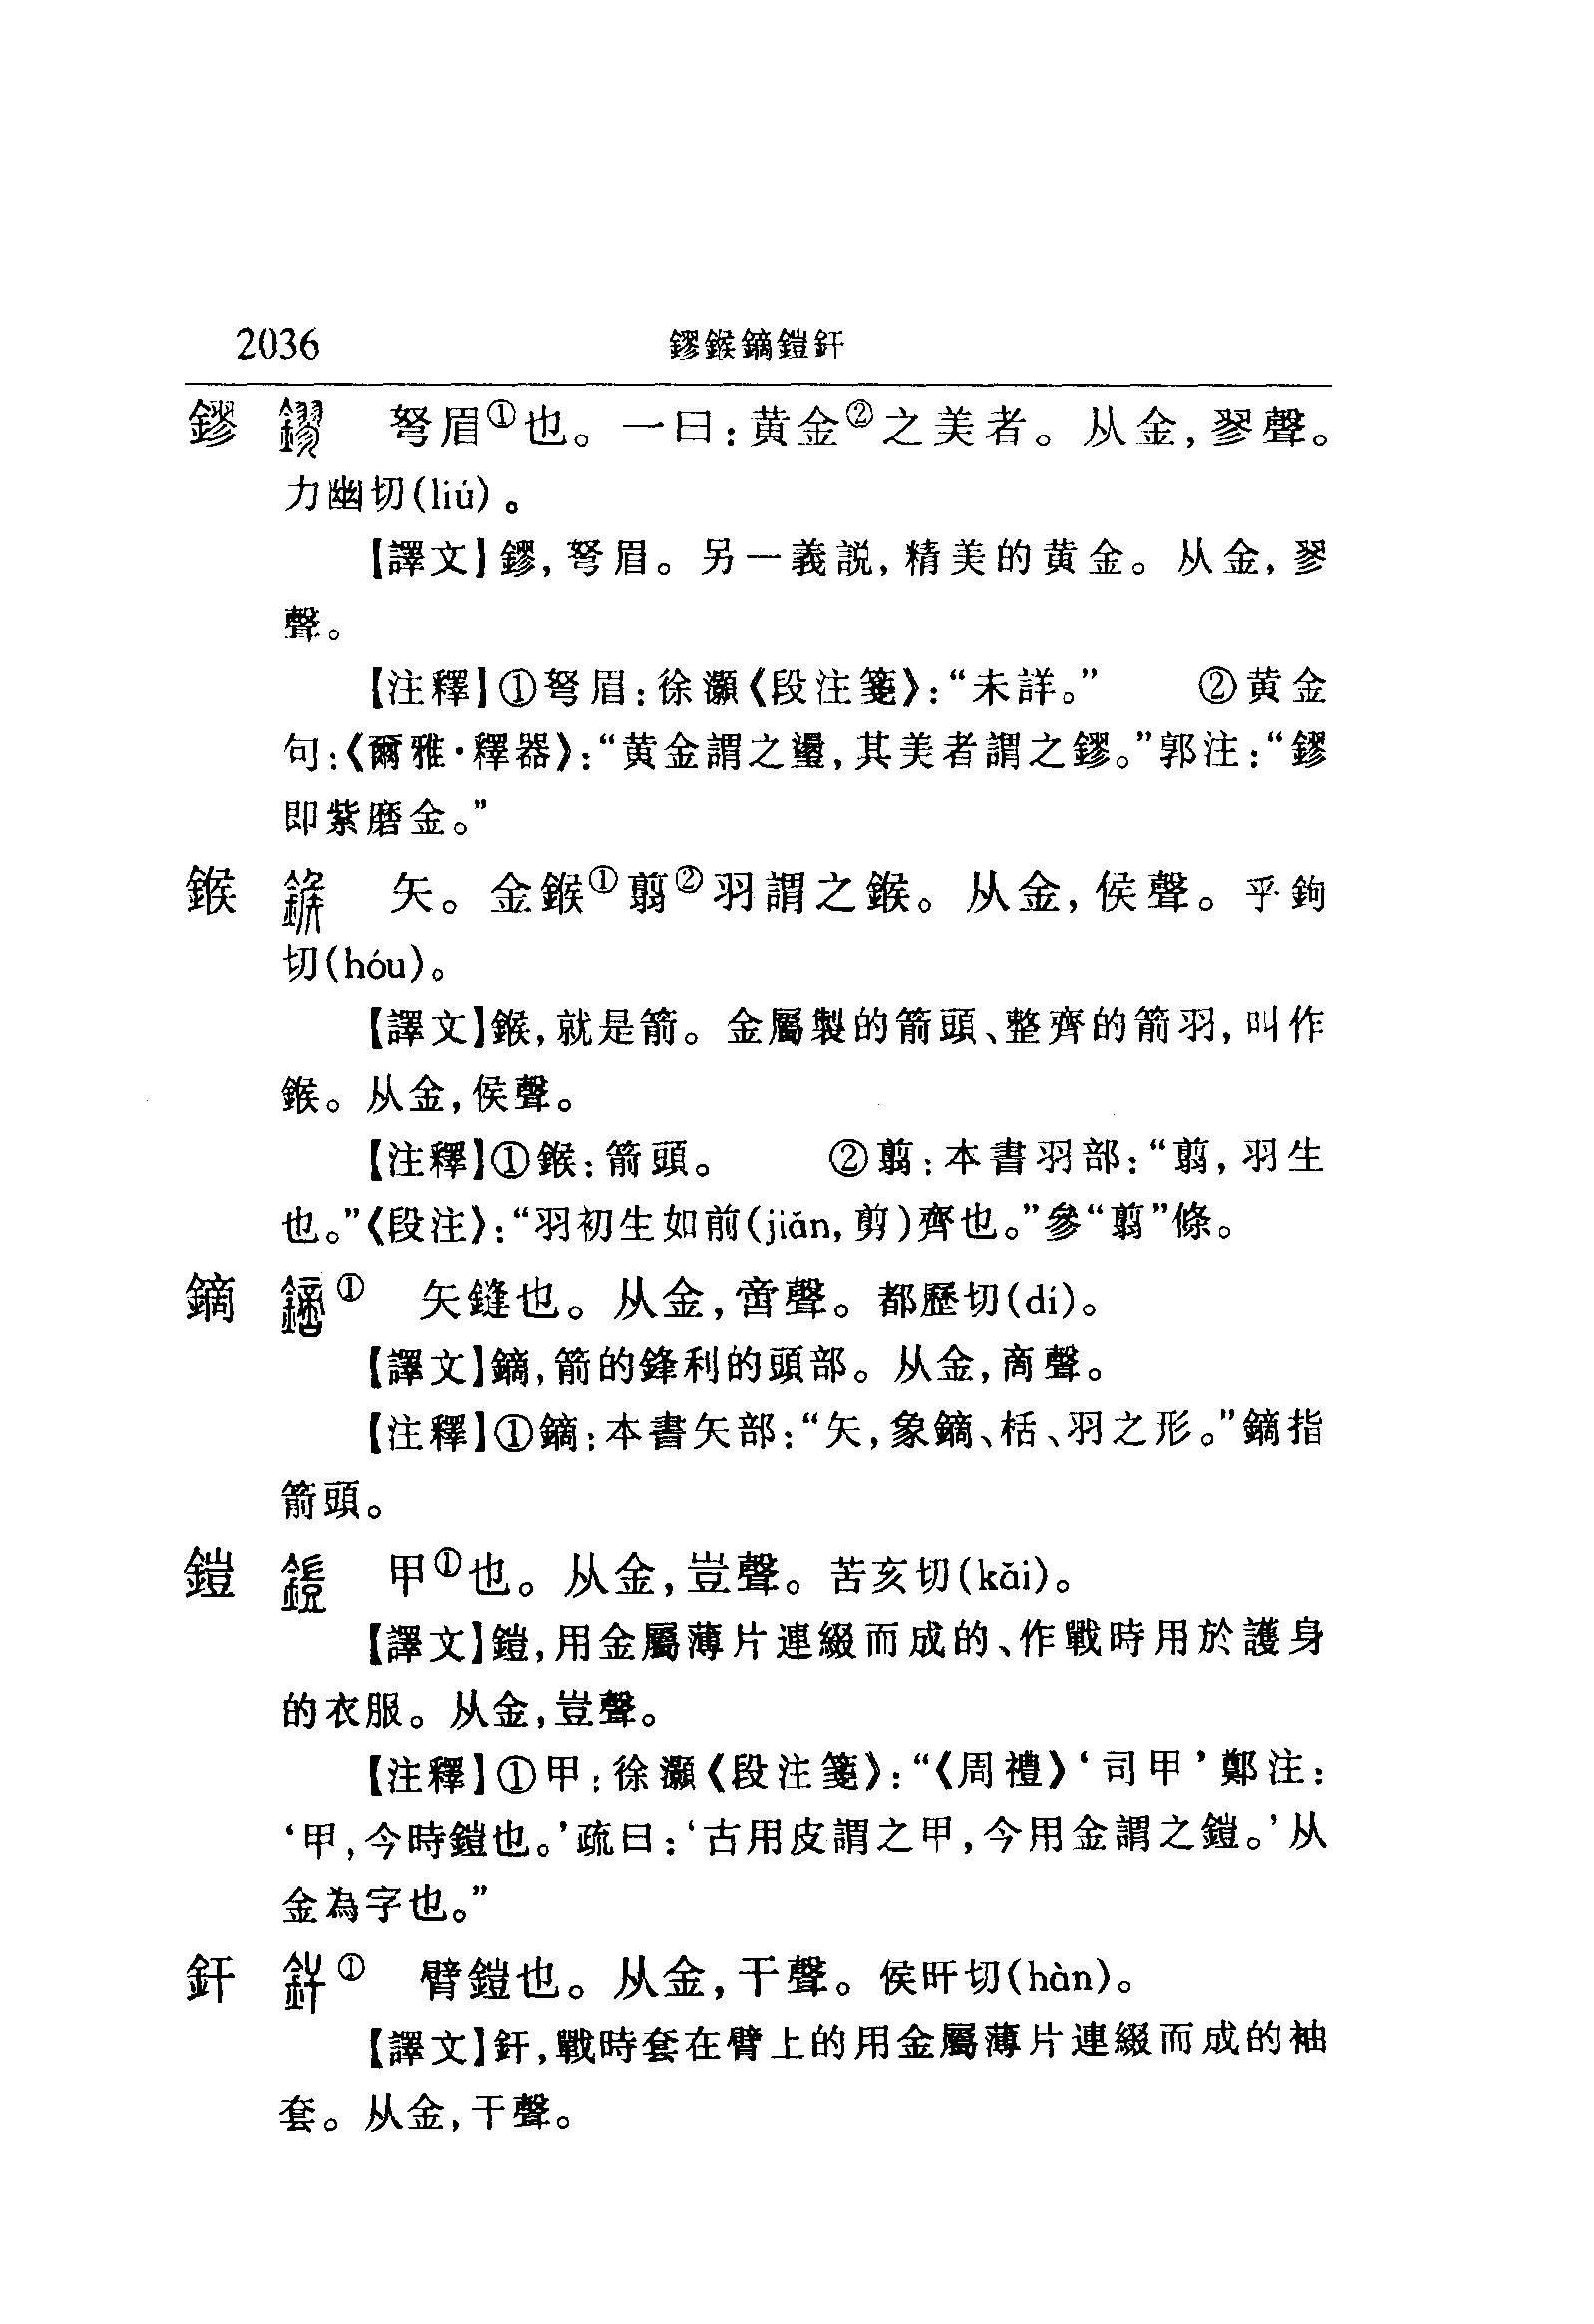 2036 鏐鍭鏑鎧釬
鏐 弩眉①也。一曰:黄金②之美者。从金,翏聲。
力幽切(liú)。
【譯文】鏐,弩眉。另一義説,精美的黄金。从金,翏
聲。
【注釋】①弩眉:徐灝《段注箋》:“未詳。” ②黄金
句:《爾雅·釋器》:“黄金謂之璗,其美者謂之鏐。”郭注:“鏐
即紫磨金。”
鍭 矢。金鍭①翦②羽謂之鍭。从金,侯聲。乎鉤
切(hóu)。
【譯文】鍭,就是箭。金屬製的箭頭、整齊的箭羽,叫作
鍭。从金,侯聲。
【注釋】①鍭:箭頭。 ②翦:本書羽部:“翦,羽生
也。”《段注》:“羽初生如前(jiǎn,剪)齊也。”參“翦”條。
鏑 ① 矢鏠也。从金,啻聲。都歷切(dí)。
【譯文】鏑,箭的鋒利的頭部。从金,啇聲。
【注釋】①鏑:本書矢部:“矢,象鏑、栝、羽之形。”鏑指
箭頭。
鎧 甲①也。从金,豈聲。苦亥切(kǎi)。
【譯文】鎧,用金屬薄片連綴而成的、作戰時用於護身
的衣服。从金,豈聲。
【注釋】①甲:徐灝《段注箋》:“《周禮》‘司甲’鄭注:
‘甲,今時鎧也。’疏曰:‘古用皮謂之甲,今用金謂之鎧。’从
金為字也。”
釬 ① 臂鎧也。从金,干聲。侯旰切(hàn)。
【譯文】釬,戰時套在臂上的用金屬薄片連綴而成的袖
套。从金,干聲。